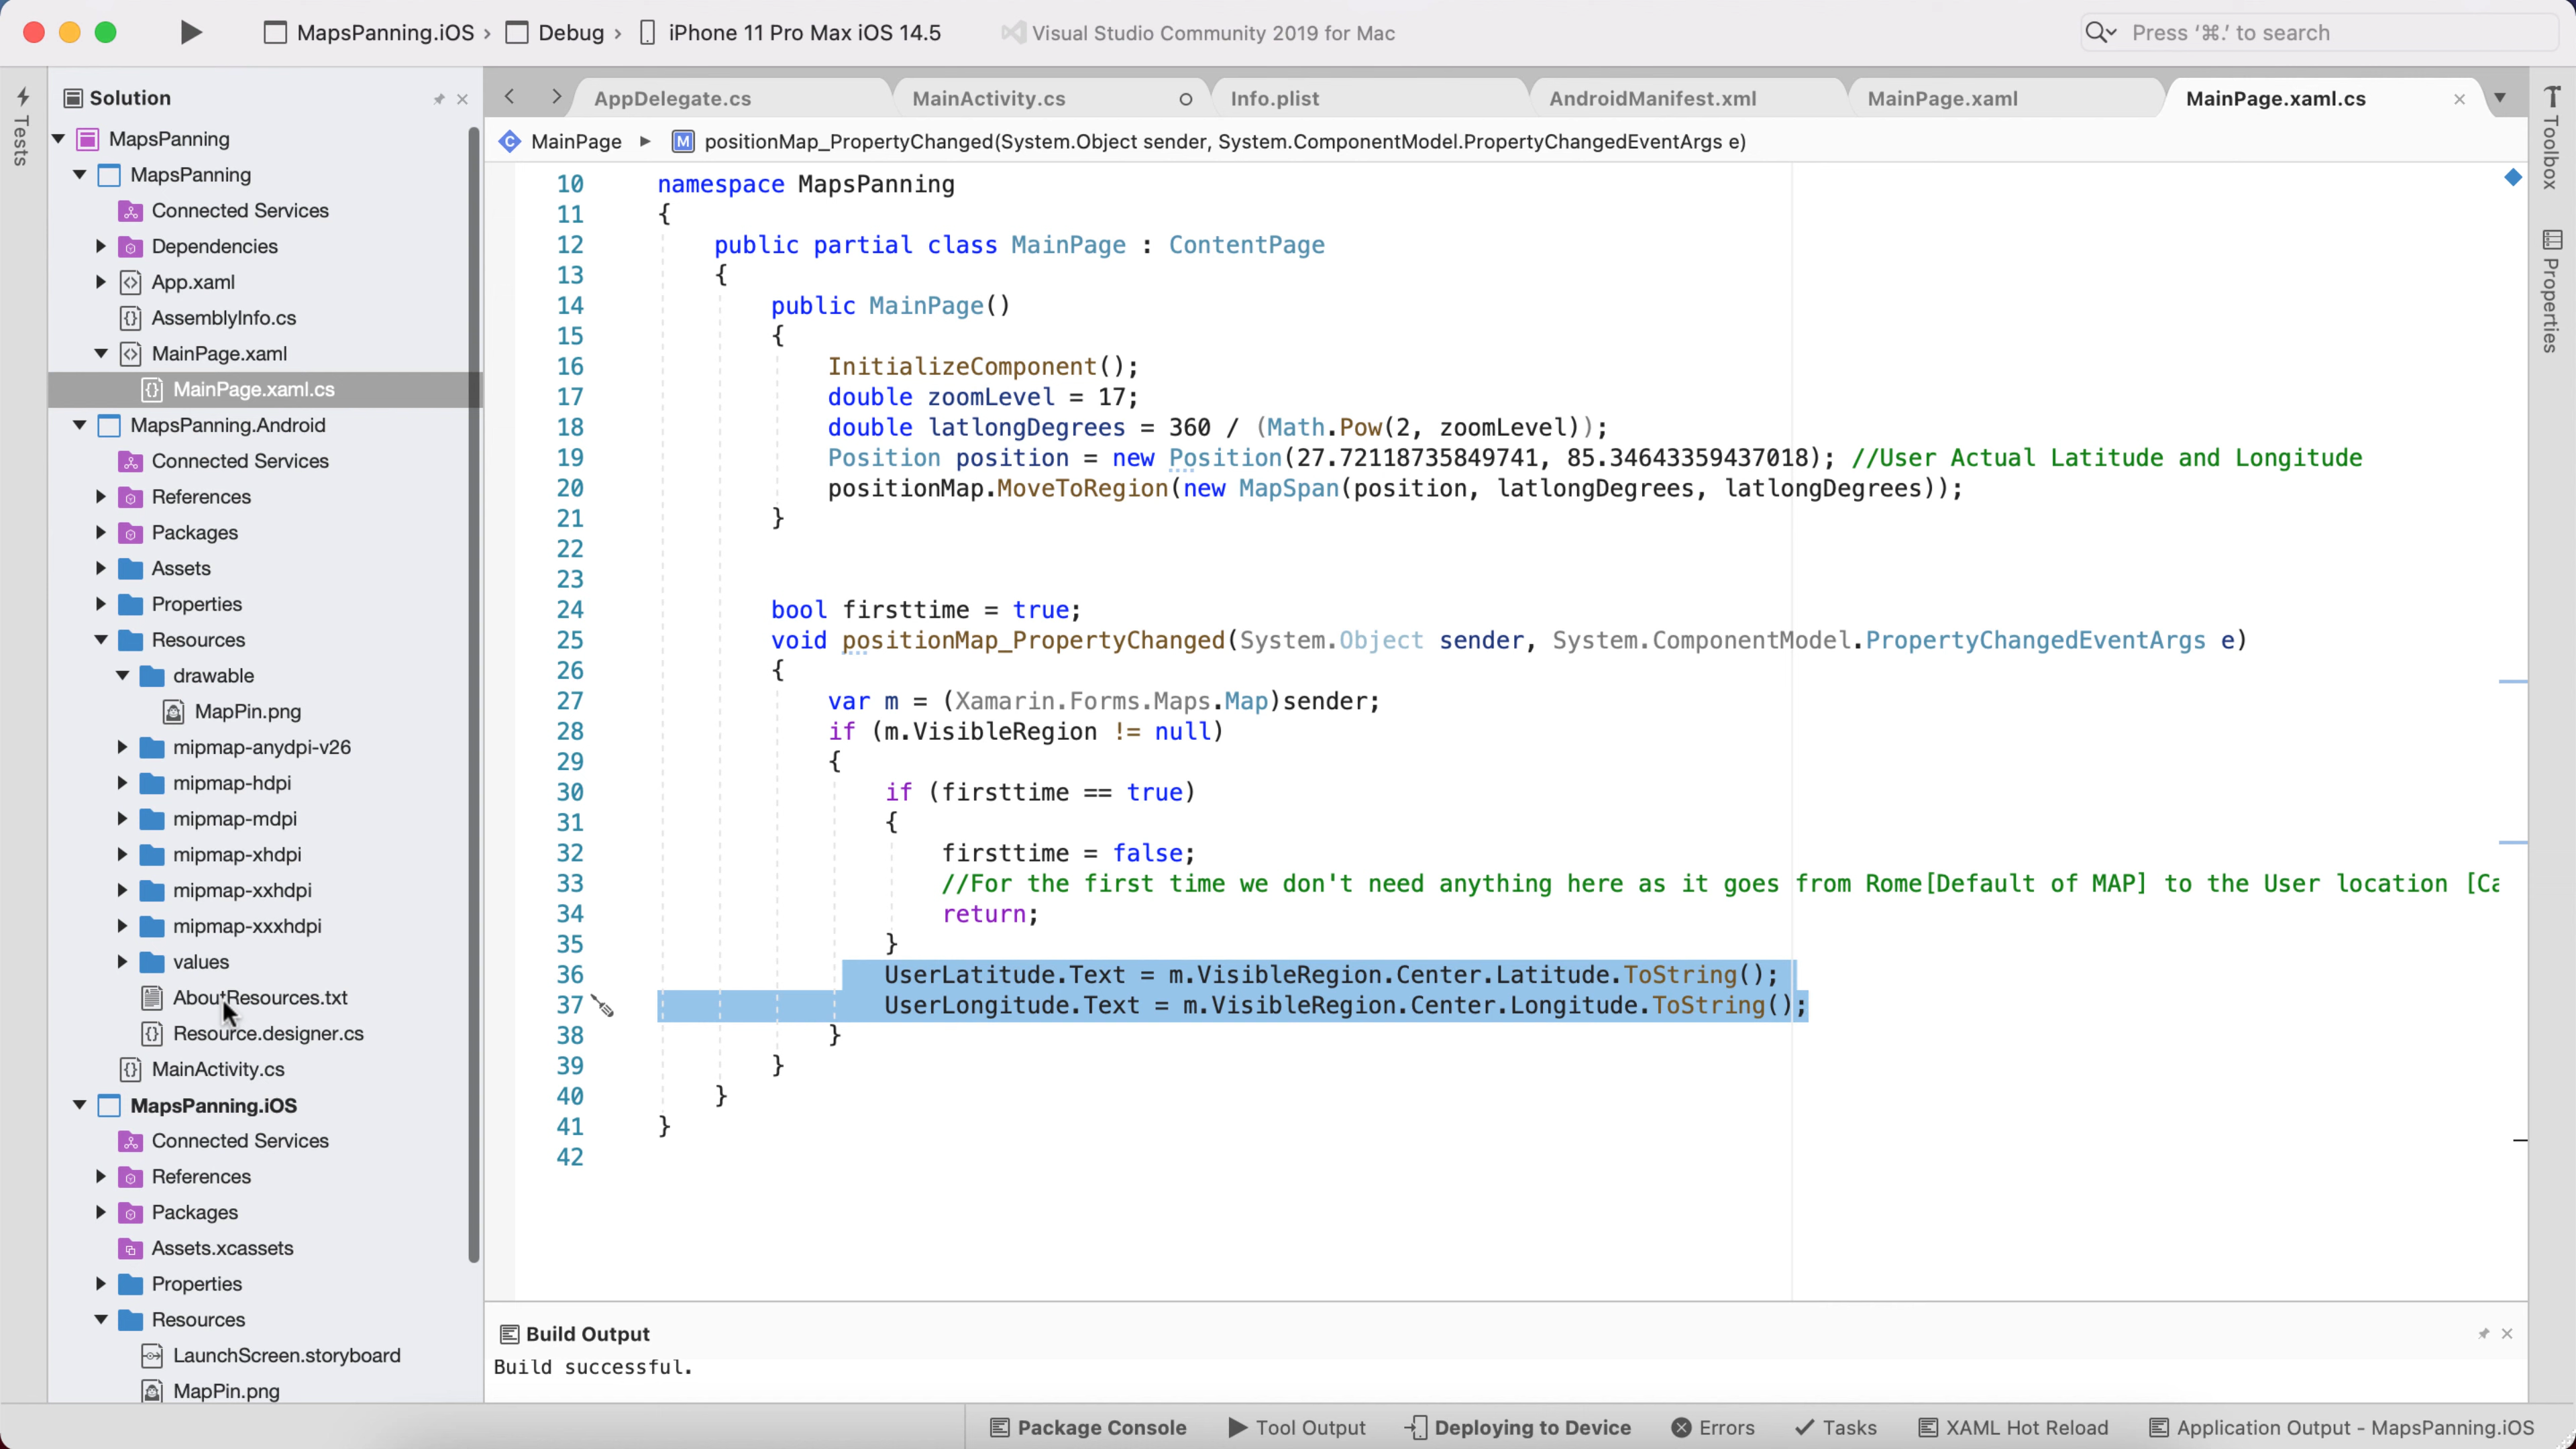 MapsPanning.iOS › Debug › iPhone 11 Pro Max iOS 14.5
Visual Studio Community 2019 for Mac
Press '⌘.' to search
Tests
Solution
MapsPanning
MapsPanning
Connected Services
Dependencies
App.xaml
AssemblyInfo.cs
MainPage.xaml
MainPage.xaml.cs
MapsPanning.Android
Connected Services
References
Packages
Assets
Properties
Resources
drawable
MapPin.png
mipmap-anydpi-v26
mipmap-hdpi
mipmap-mdpi
mipmap-xhdpi
mipmap-xxhdpi
mipmap-xxxhdpi
values
AboutResources.txt
Resource.designer.cs
MainActivity.cs
MapsPanning.iOS
Connected Services
References
Packages
Assets.xcassets
Properties
Resources
LaunchScreen.storyboard
MapPin.png
AppDelegate.cs MainActivity.cs Info.plist AndroidManifest.xml MainPage.xaml MainPage.xaml.cs
C MainPage M positionMap_PropertyChanged(System.Object sender, System.ComponentModel.PropertyChangedEventArgs e)
10 namespace MapsPanning
11 {
12 public partial class MainPage : ContentPage
13 {
14 public MainPage()
15 {
16 InitializeComponent();
17 double zoomLevel = 17;
18 double latlongDegrees = 360 / (Math.Pow(2, zoomLevel));
19 Position position = new Position(27.72118735849741, 85.34643359437018); //User Actual Latitude and Longitude
20 positionMap.MoveToRegion(new MapSpan(position, latlongDegrees, latlongDegrees));
21 }
22
23
24 bool firsttime = true;
25 void positionMap_PropertyChanged(System.Object sender, System.ComponentModel.PropertyChangedEventArgs e)
26 {
27 var m = (Xamarin.Forms.Maps.Map)sender;
28 if (m.VisibleRegion != null)
29 {
30 if (firsttime == true)
31 {
32 firsttime = false;
33 //For the first time we don't need anything here as it goes from Rome[Default of MAP] to the User location [Ca
34 return;
35 }
36 UserLatitude.Text = m.VisibleRegion.Center.Latitude.ToString();
37 UserLongitude.Text = m.VisibleRegion.Center.Longitude.ToString();
38 }
39 }
40 }
41 }
42
Toolbox
Properties
Build Output
Build successful.
Package Console Tool Output Deploying to Device Errors Tasks XAML Hot Reload Application Output - MapsPanning.iOS